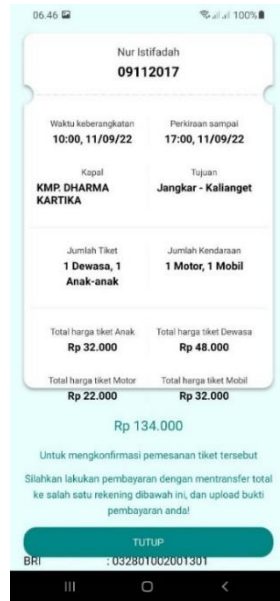 06.46 100%
Nur Istifadah
09112017
Waktu keberangkatan Perkiraan sampai
10:00, 11/09/22 17:00, 11/09/22
Kapal Tujuan
KMP. DHARMA Jangkar - Kalianget
KARTIKA
Jumlah Tiket Jumlah Kendaraan
1 Dewasa, 1 1 Motor, 1 Mobil
Anak-anak
Total harga tiket Anak Total harga tiket Dewasa
Rp 32.000 Rp 48.000
Total harga tiket Motor Total harga tiket Mobil
Rp 22.000 Rp 32.000
Rp 134.000
Untuk mengkonfirmasi pemesanan tiket tersebut
Silahkan lakukan pembayaran dengan mentransfer total
ke salah satu rekening dibawah ini, dan upload bukti
pembayaran anda!
TUTUP
BRI : 032801002001301